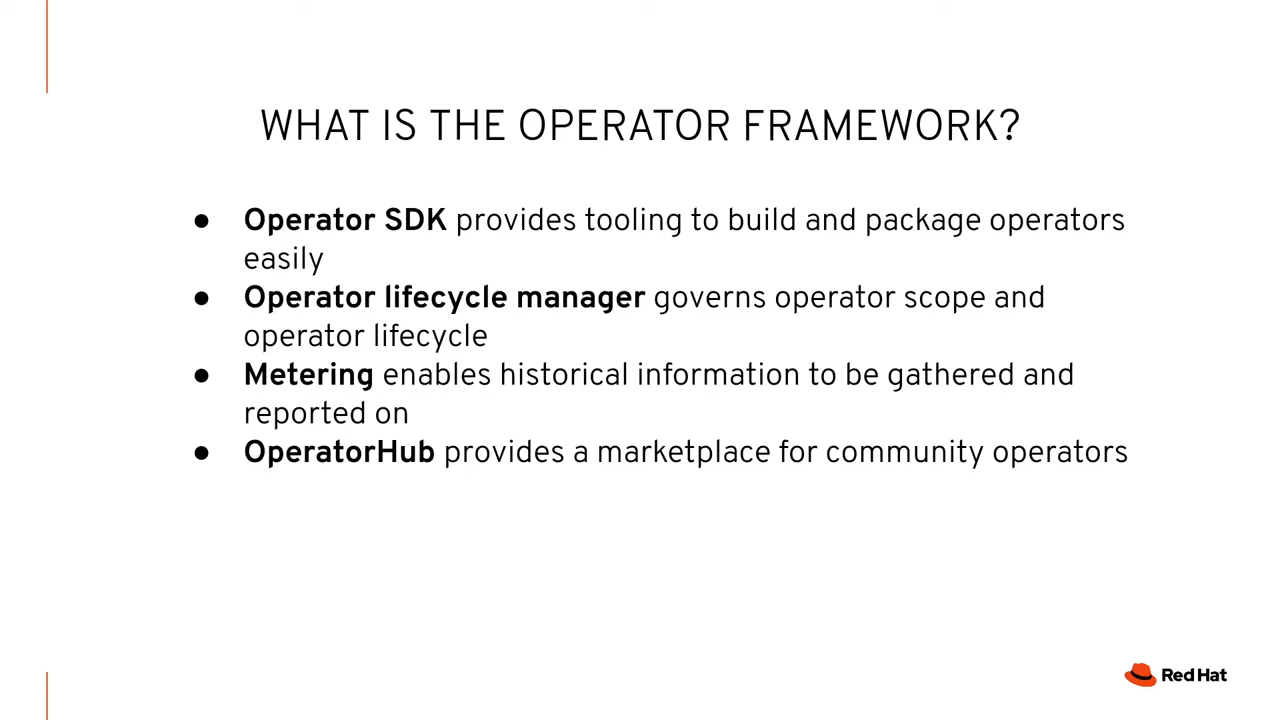 WHAT IS THE OPERATOR FRAMEWORK?
● Operator SDK provides tooling to build and package operators
easily
● Operator lifecycle manager governs operator scope and
operator lifecycle
● Metering enables historical information to be gathered and
reported on
● OperatorHub provides a marketplace for community operators
Red Hat